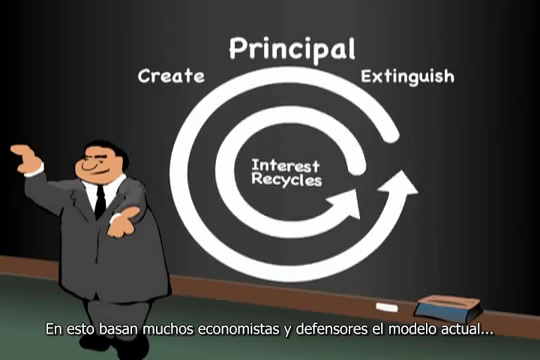 Principal
Create
Extinguish
Interest
Recycles
En esto basan muchos economistas y defensores el modelo actual...